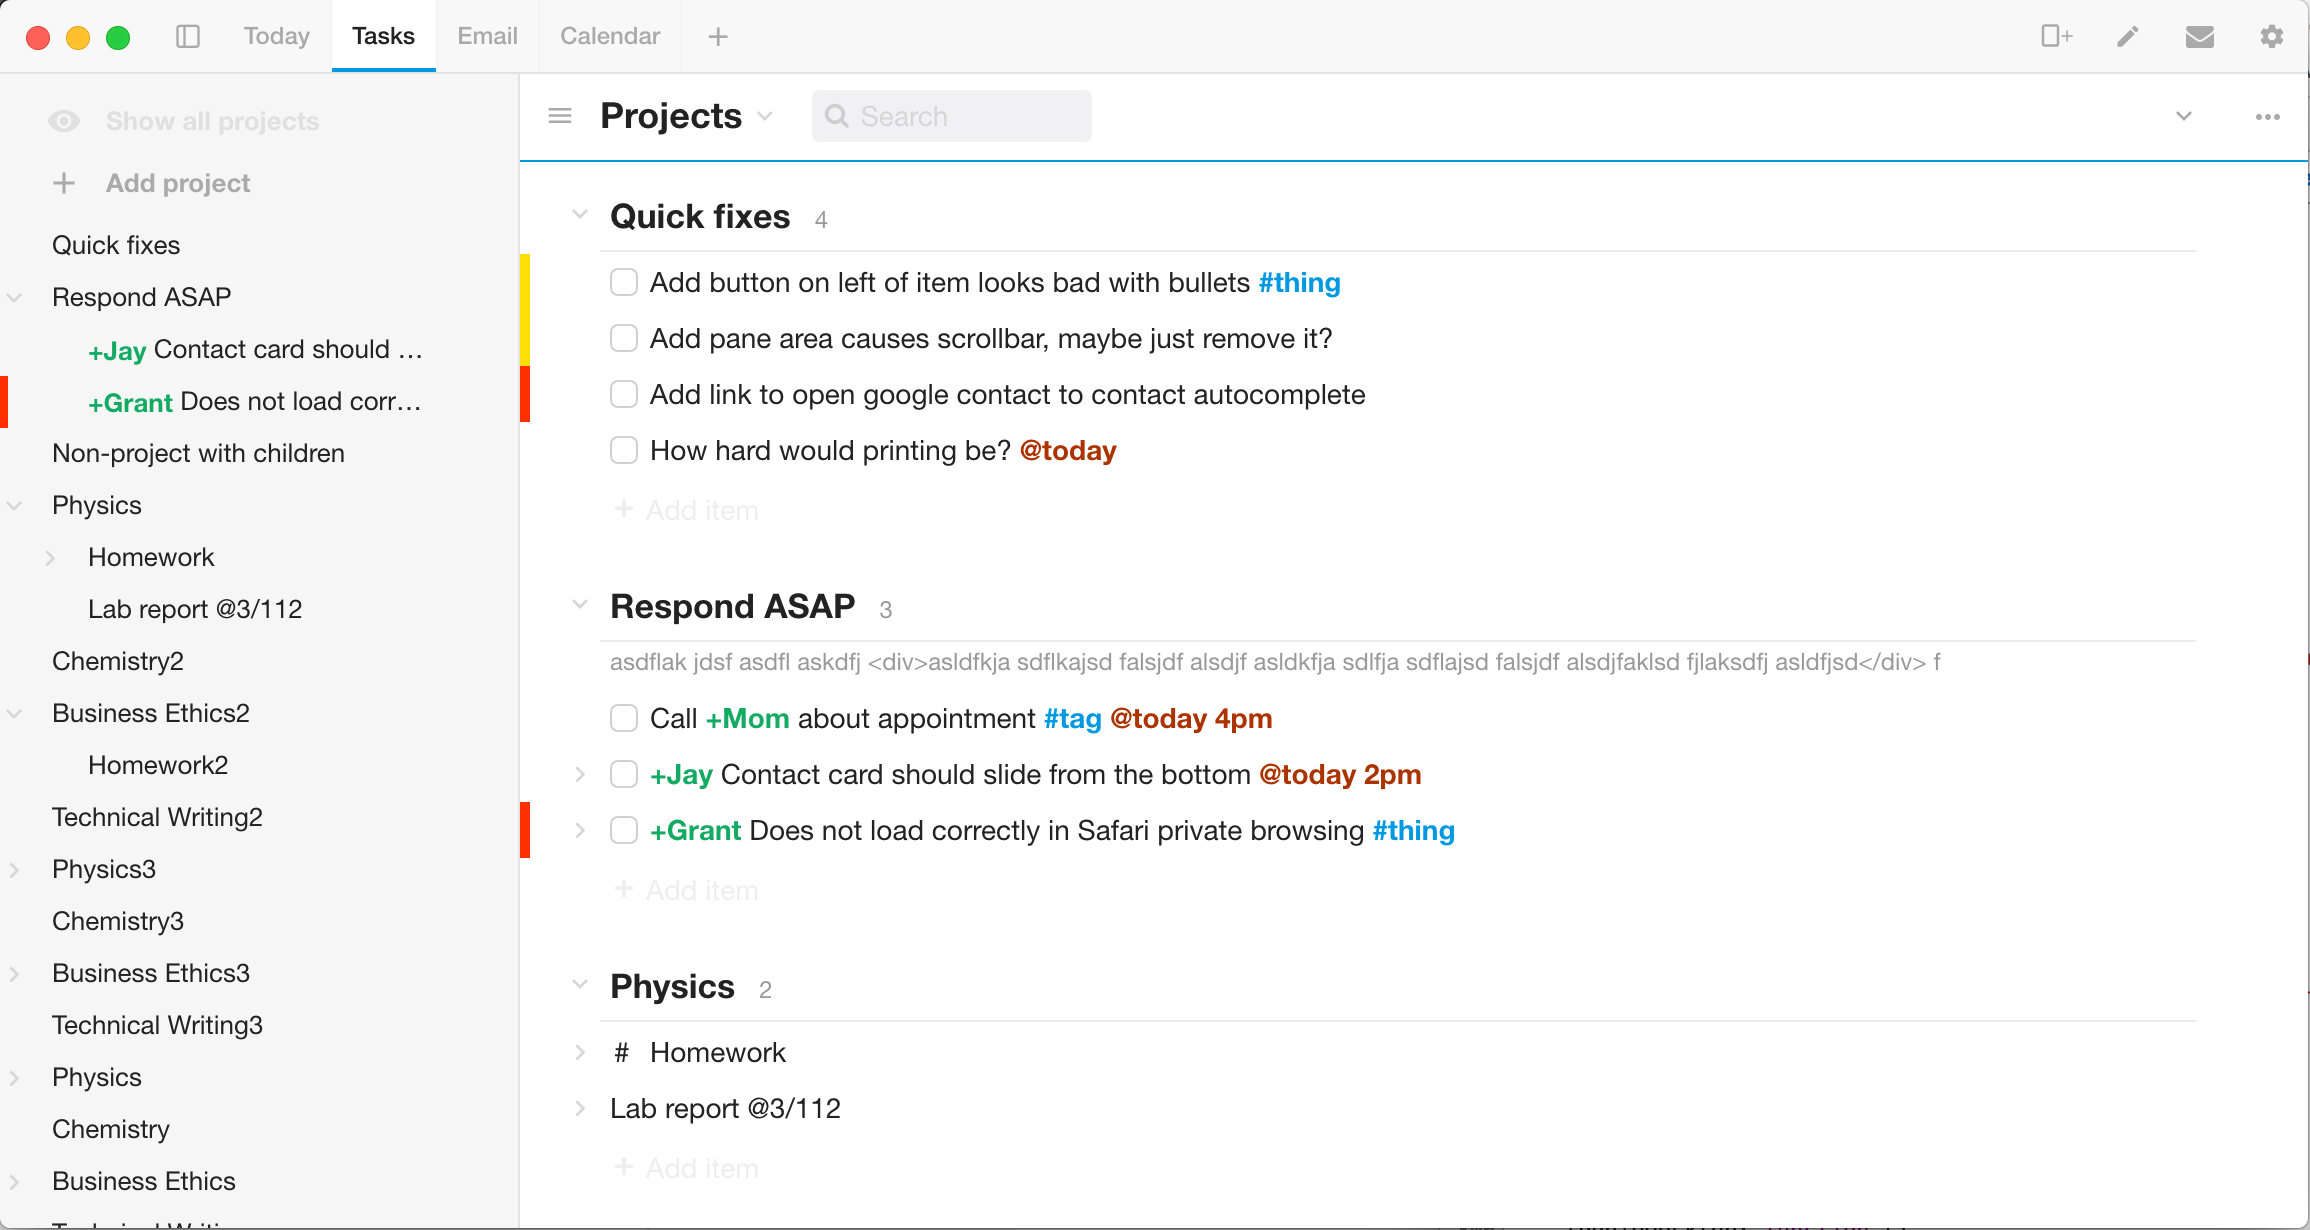 Today Tasks Email Calendar
Show all projects
Add project
Quick fixes
Respond ASAP
+Jay Contact card should …
+Grant Does not load corr…
Non-project with children
Physics
Homework
Lab report @3/112
Chemistry2
Business Ethics2
Homework2
Technical Writing2
Physics3
Chemistry3
Business Ethics3
Technical Writing3
Physics
Chemistry
Business Ethics
Projects
Search
Quick fixes 4
Add button on left of item looks bad with bullets #thing
Add pane area causes scrollbar, maybe just remove it?
Add link to open google contact to contact autocomplete
How hard would printing be? @today
+ Add item
Respond ASAP 3
asdflak jdsf asdfl askdfj <div>asldfkja sdflkajsd falsjdf alsdjf asldkfja sdlfja sdflajsd falsjdf alsdjfaklsd fjlaksdfj asldfjsd</div> f
Call +Mom about appointment #tag @today 4pm
+Jay Contact card should slide from the bottom @today 2pm
+Grant Does not load correctly in Safari private browsing #thing
+ Add item
Physics 2
# Homework
Lab report @3/112
+ Add item